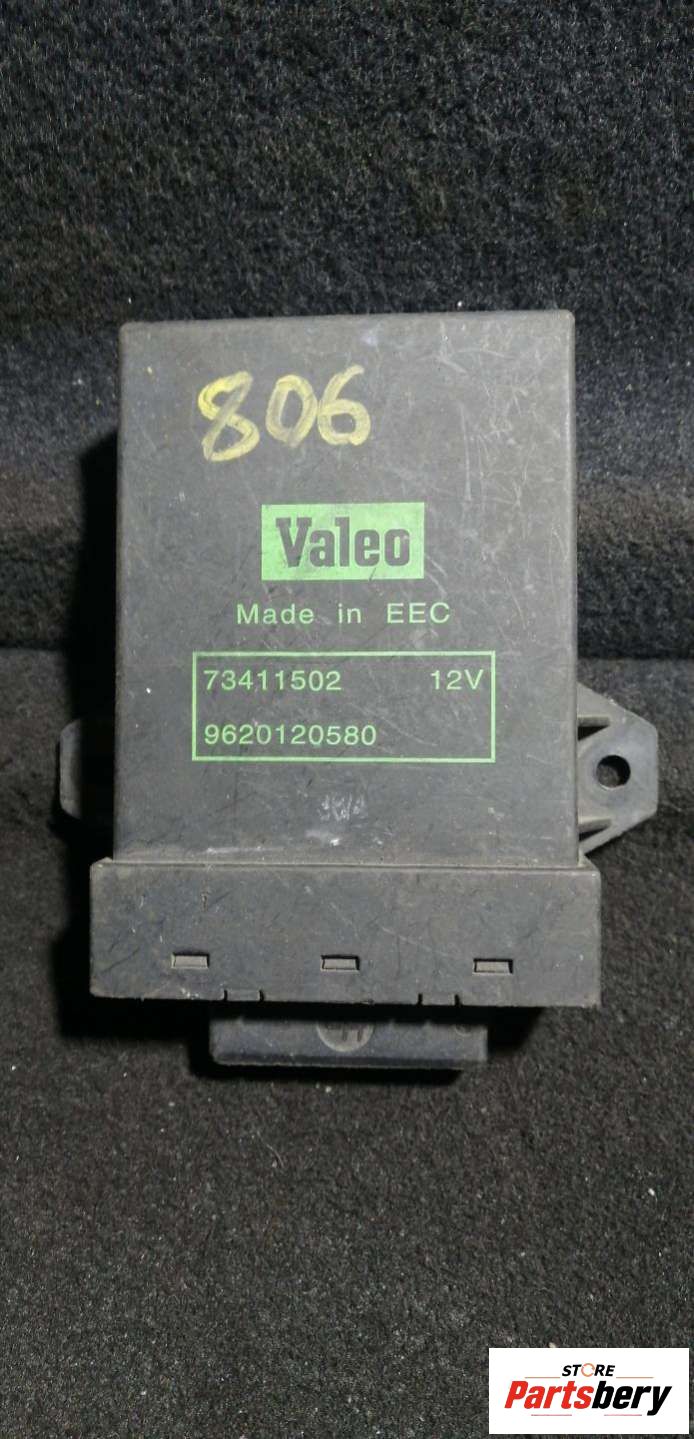 806
Valeo
Made in EEC
73411502 12V
9620120580
STORE
Partsbery